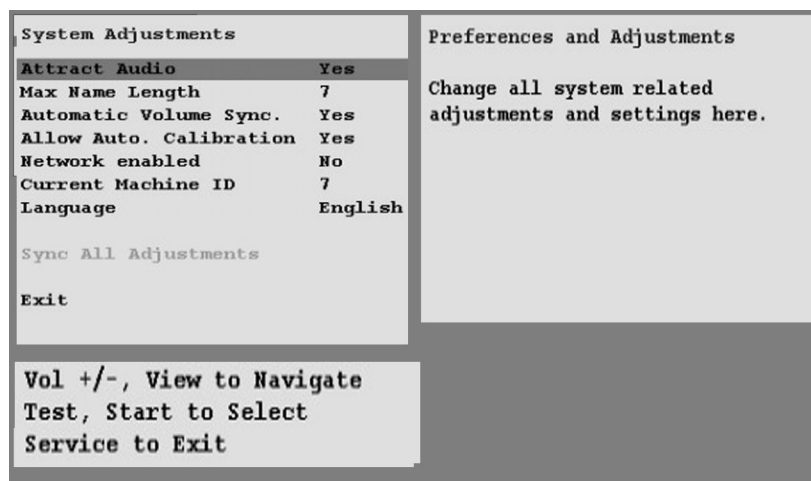 System Adjustments
Attract Audio Yes
Max Name Length 7
Automatic Volume Sync. Yes
Allow Auto. Calibration Yes
Network enabled No
Current Machine ID 7
Language English
Sync All Adjustments
Exit
Preferences and Adjustments
Change all system related
adjustments and settings here.
Vol +/-, View to Navigate
Test, Start to Select
Service to Exit